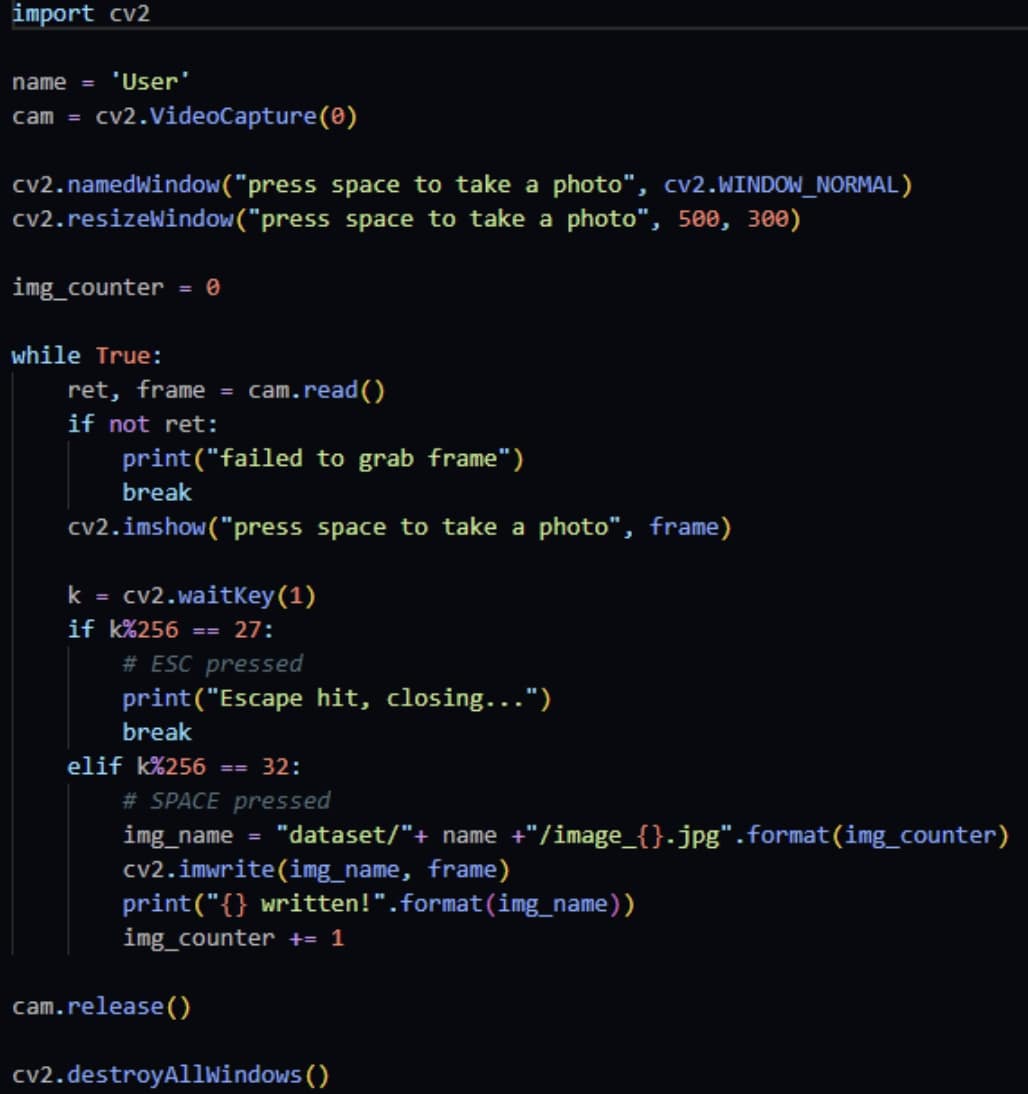 import cv2
name = 'User'
cam = cv2.VideoCapture(0)
cv2.namedWindow("press space to take a photo", cv2.WINDOW_NORMAL)
cv2.resizeWindow("press space to take a photo", 500, 300)
img_counter = 0
while True:
    ret, frame = cam.read()
    if not ret:
        print("failed to grab frame")
        break
    cv2.imshow("press space to take a photo", frame)
    k = cv2.waitKey(1)
    if k%256 == 27:
        # ESC pressed
        print("Escape hit, closing...")
        break
    elif k%256 == 32:
        # SPACE pressed
        img_name = "dataset/"+ name +"/image_{}.jpg".format(img_counter)
        cv2.imwrite(img_name, frame)
        print("{} written!".format(img_name))
        img_counter += 1
cam.release()
cv2.destroyAllWindows()